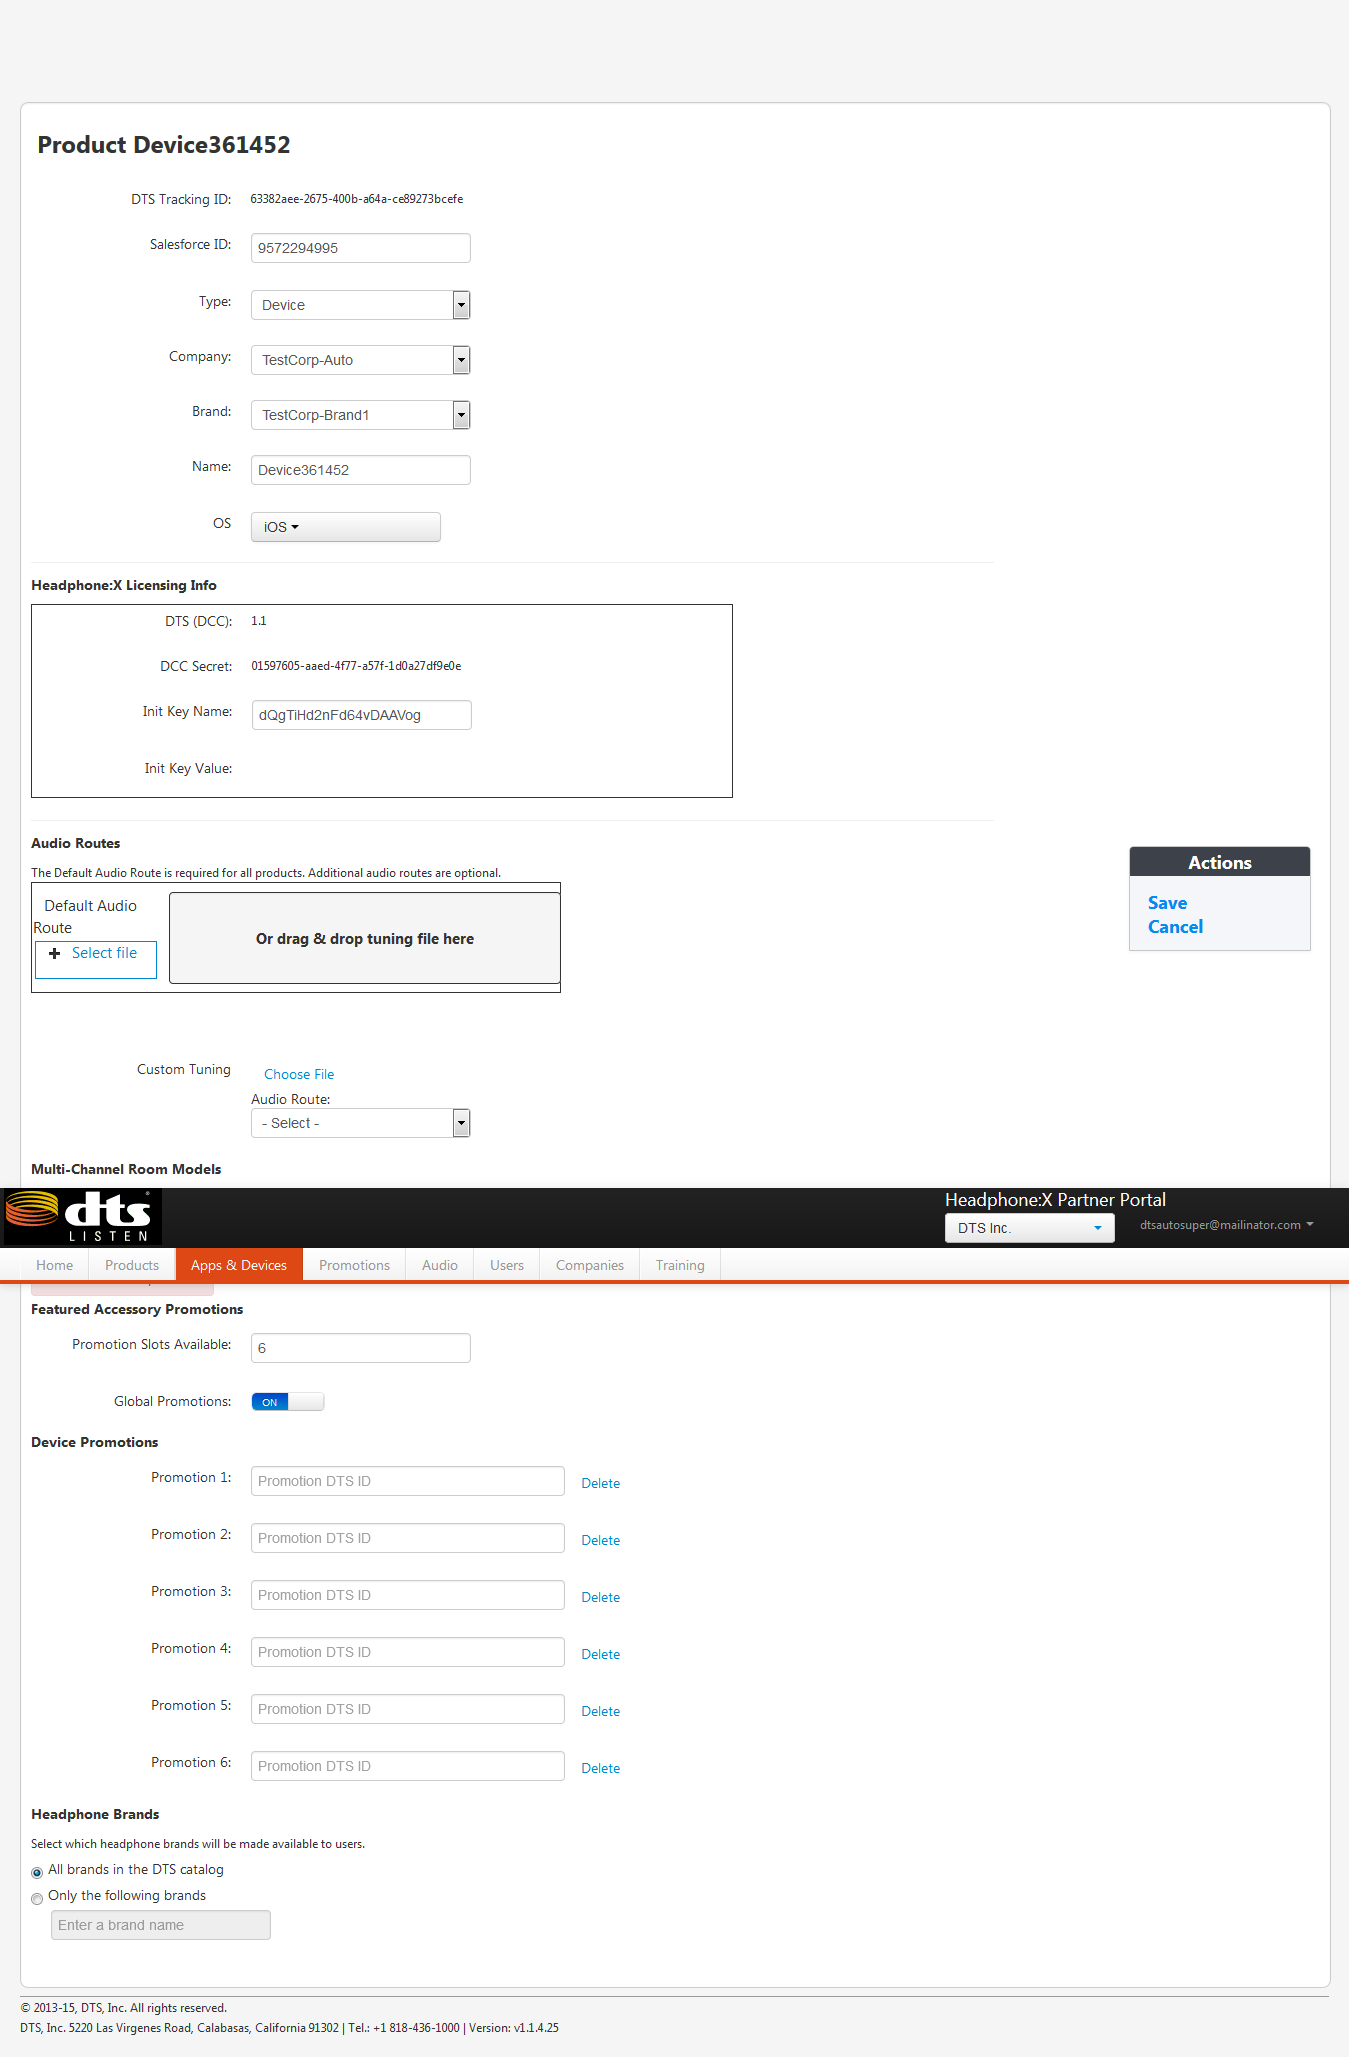 Product Device361452
DTS Tracking ID: 63382aee-2675-400b-a64a-ce89273bcefe
Salesforce ID: 9572294995
Type: Device
Company: TestCorp-Auto
Brand: TestCorp-Brand1
Name: Device361452
OS iOS
Headphone:X Licensing Info
DTS (DCC): 1.1
DCC Secret: 01597605-aaed-4f77-a57f-1d0a27df9e0e
Init Key Name: dQgTiHd2nFd64vDAAVog
Init Key Value:
Audio Routes
The Default Audio Route is required for all products. Additional audio routes are optional.
Default Audio
Route
Select file
Or drag & drop tuning file here
Actions
Save
Cancel
Custom Tuning Choose File
Audio Route:
- Select -
Multi-Channel Room Models
dts
LISTEN
Headphone:X Partner Portal
DTS Inc. dtsautosuper@mailinator.com
Home Products Apps & Devices Promotions Audio Users Companies Training
Featured Accessory Promotions
Promotion Slots Available: 6
Global Promotions: ON
Device Promotions
Promotion 1: Promotion DTS ID Delete
Promotion 2: Promotion DTS ID Delete
Promotion 3: Promotion DTS ID Delete
Promotion 4: Promotion DTS ID Delete
Promotion 5: Promotion DTS ID Delete
Promotion 6: Promotion DTS ID Delete
Headphone Brands
Select which headphone brands will be made available to users.
All brands in the DTS catalog
Only the following brands
Enter a brand name
© 2013-15, DTS, Inc. All rights reserved.
DTS, Inc. 5220 Las Virgenes Road, Calabasas, California 91302 | Tel.: +1 818-436-1000 | Version: v1.1.4.25